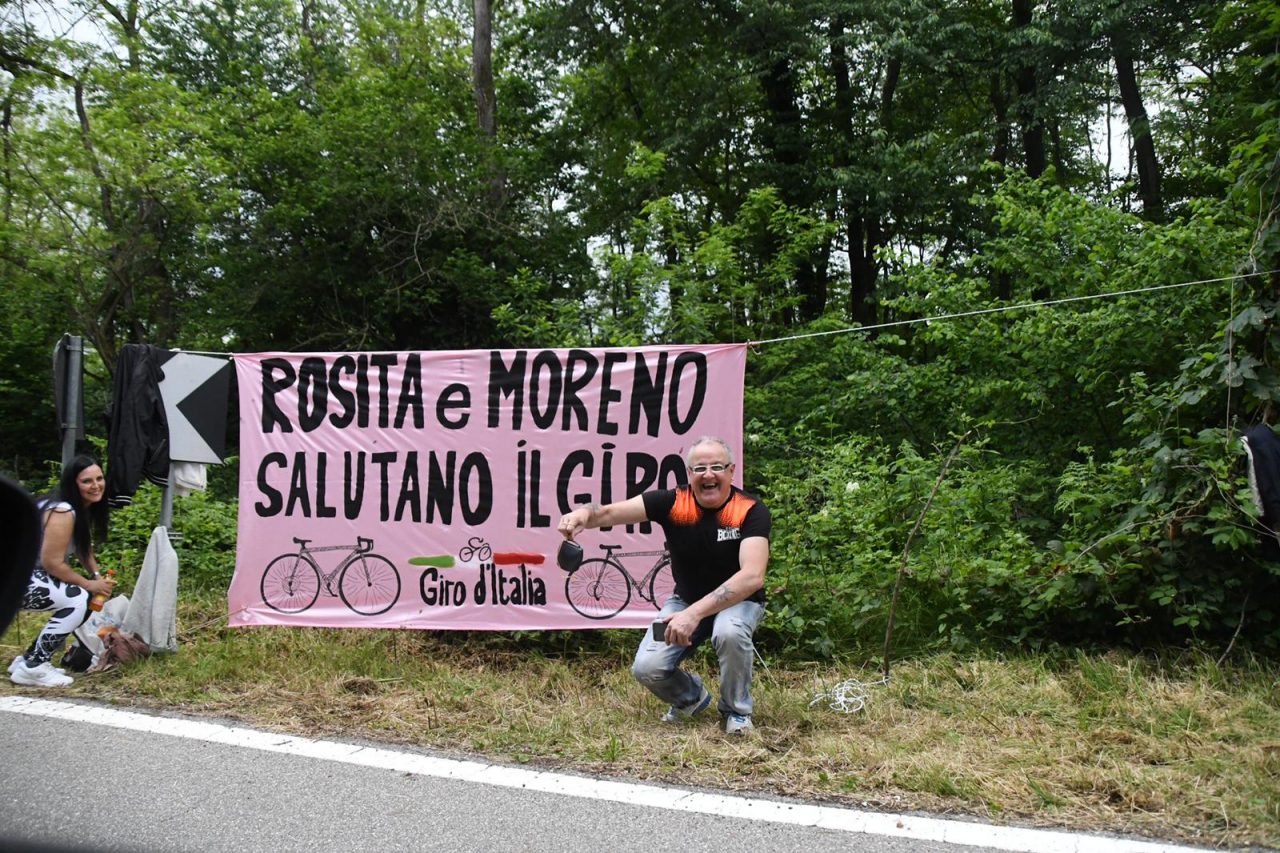 ROSITA e MORENO
SALUTANO il GiRO
Giro d'Italia